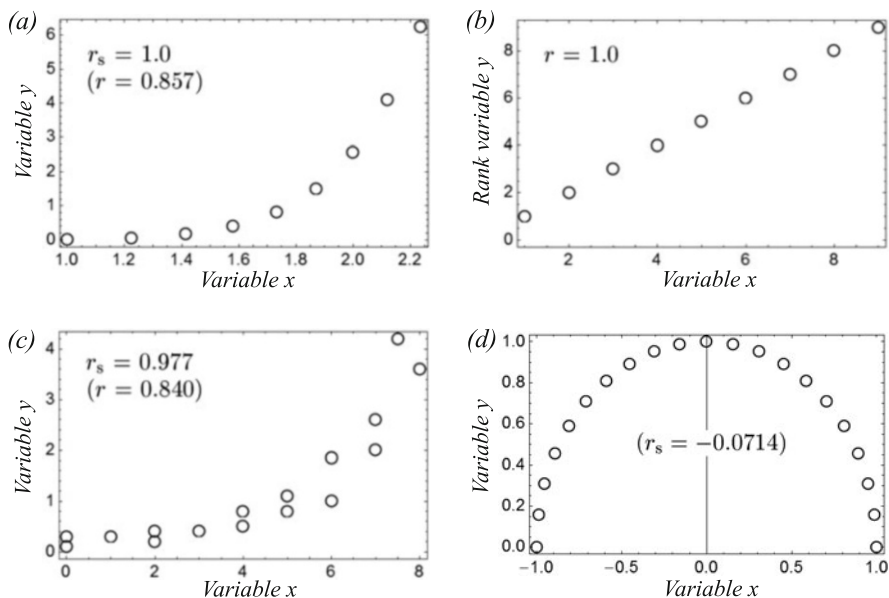 (a)
r_s = 1.0
(r = 0.857)
Variable y
6
5
4
3
2
1
0
1.0 1.2 1.4 1.6 1.8 2.0 2.2
Variable x
(b)
r = 1.0
Rank variable y
8
6
4
2
0
2 4 6 8
Variable x
(c)
r_s = 0.977
(r = 0.840)
Variable y
4
3
2
1
0
0 2 4 6 8
Variable x
(d)
(r_s = −0.0714)
Variable y
1.0
0.8
0.6
0.4
0.2
0.0
−1.0 −0.5 0.0 0.5 1.0
Variable x